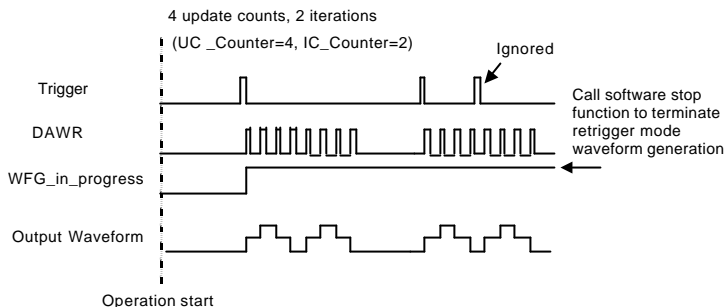 4 update counts, 2 iterations
(UC _Counter=4, IC_Counter=2)
Ignored
Trigger
Call software stop
function to terminate
retrigger mode
waveform generation
DAWR
WFG_in_progress
Output Waveform
Operation start